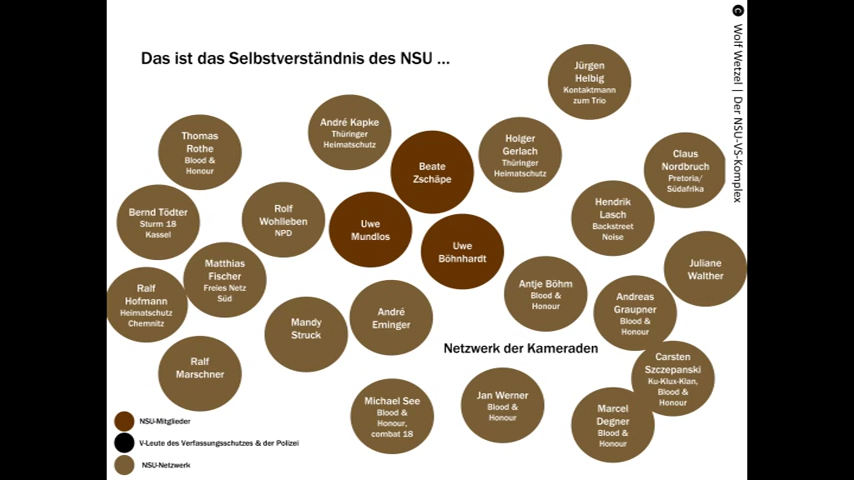 Das ist das Selbstverständnis des NSU ...
© Wolf Wetzel | Der NSU-VS-Komplex
Jürgen
Helbig
Kontaktmann
zum Trio
André Kapke
Thüringer
Heimatschutz
Thomas
Rothe
Blood &
Honour
Beate
Zschäpe
Holger
Gerlach
Thüringer
Heimatschutz
Claus
Nordbruch
Pretoria/
Südafrika
Bernd Tödter
Sturm 18
Kassel
Rolf
Wohlleben
NPD
Uwe
Mundlos
Uwe
Böhnhardt
Hendrik
Lasch
Backstreet
Noise
Juliane
Walther
Matthias
Fischer
Freies Netz
Süd
Ralf
Hofmann
Heimatschutz
Chemnitz
Antje Böhm
Blood &
Honour
Andreas
Graupner
Blood &
Honour
Mandy
Struck
André
Eminger
Netzwerk der Kameraden
Ralf
Marschner
Carsten
Szczepanski
Ku-Klux-Klan,
Blood &
Honour
Michael See
Blood &
Honour,
combat 18
Jan Werner
Blood &
Honour
Marcel
Degner
Blood &
Honour
NSU-Mitglieder
V-Leute des Verfassungsschutzes & der Polizei
NSU-Netzwerk